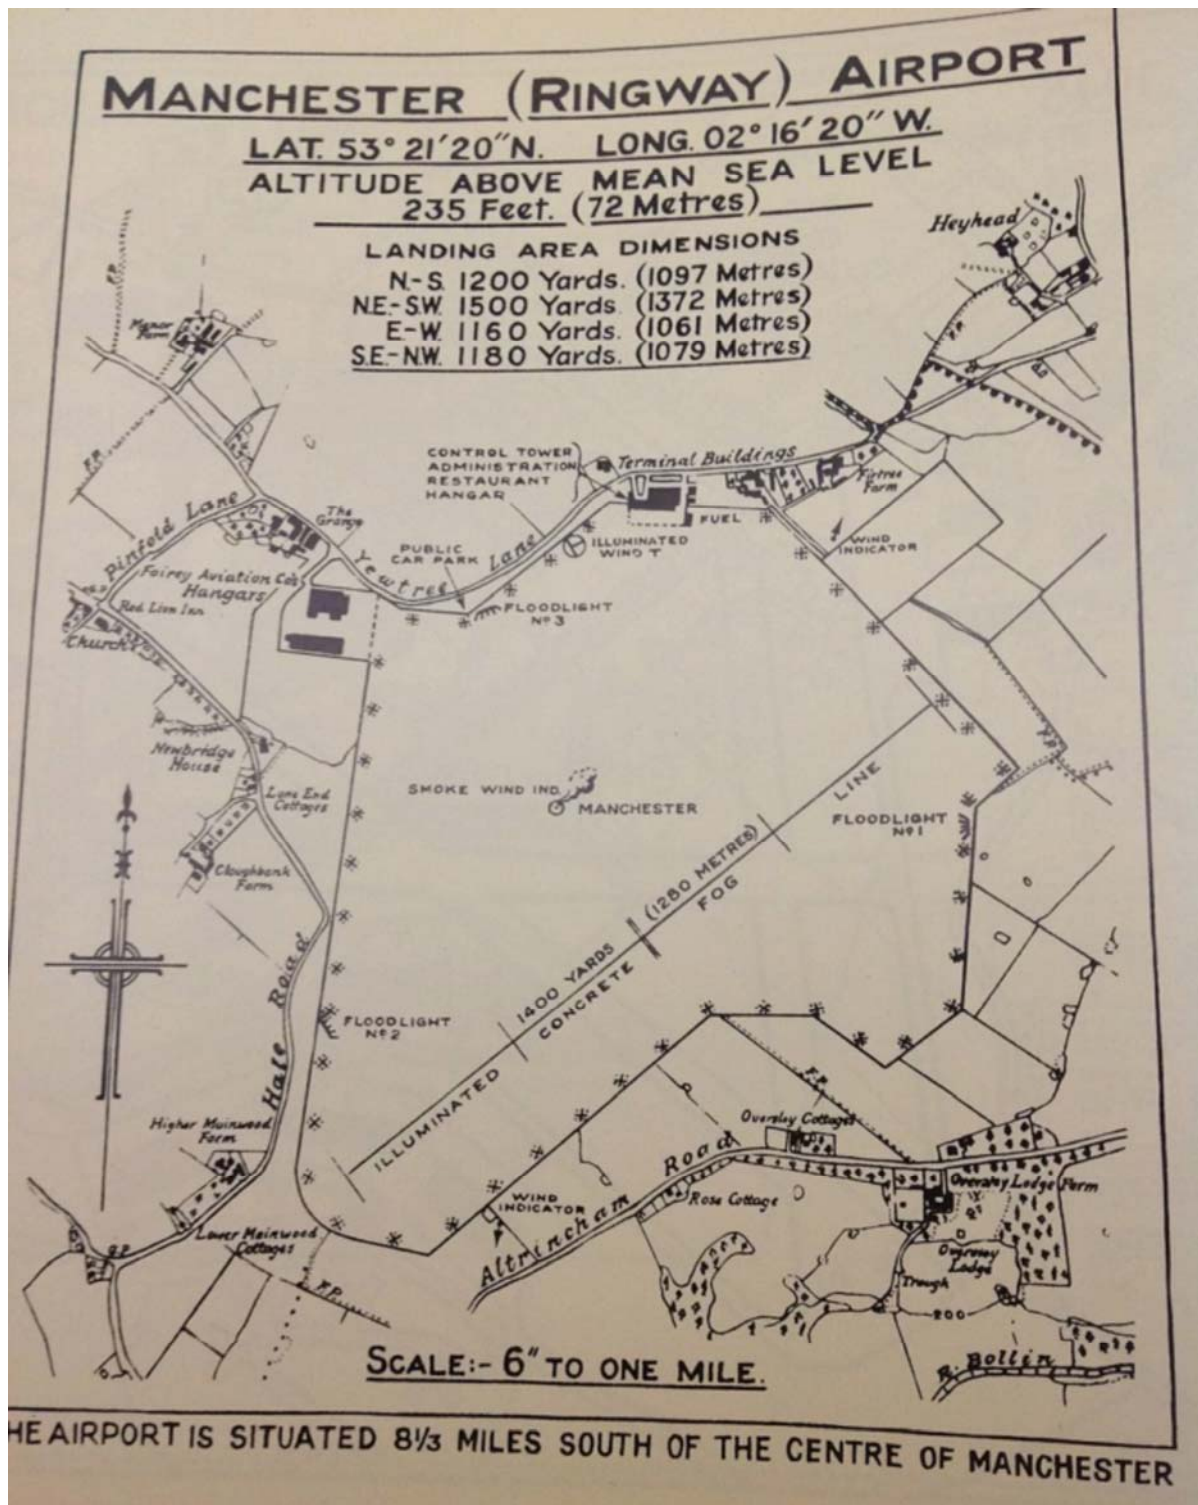 MANCHESTER (RINGWAY) AIRPORT
LAT. 53° 21′ 20″ N. LONG. 02° 16′ 20″ W.
ALTITUDE ABOVE MEAN SEA LEVEL
235 Feet. (72 Metres)
LANDING AREA DIMENSIONS
N.-S. 1200 Yards. (1097 Metres)
N.E.-S.W. 1500 Yards. (1372 Metres)
E-W. 1160 Yards. (1061 Metres)
S.E.-N.W. 1180 Yards. (1079 Metres)
Heyhead
F.P.
Manor
Farm
F.P.
F.P.
CONTROL TOWER
ADMINISTRATION
RESTAURANT
HANGAR
Terminal Buildings
Firtree
Farm
FUEL
WIND
INDICATOR
ILLUMINATED
WIND T
Pinfold Lane
The
Grange
Yewtree Lane
PUBLIC
CAR PARK
FLOODLIGHT
Nº 3
Fairey Aviation Co's
Hangars
Red Lion Inn
Church
Newbridge
House
Lane End
Cottages
Cloughbank
Farm
SMOKE WIND IND.
MANCHESTER
F.P.
FLOODLIGHT
Nº 1
ILLUMINATED 1400 YARDS (1280 METRES)
CONCRETE FOG LINE
Hale Road
FLOODLIGHT
Nº 2
Higher Muinwood
Farm
Lower Meinwood
Cottages
G.P.
F.P.
WIND
INDICATOR
Altrincham Road
Rose Cottage
Oversley Cottages
F.P.
Oversley Lodge Farm
Oversley
Lodge
Trough
200
R. Bollin
SCALE:- 6" TO ONE MILE.
HE AIRPORT IS SITUATED 8⅓ MILES SOUTH OF THE CENTRE OF MANCHESTER